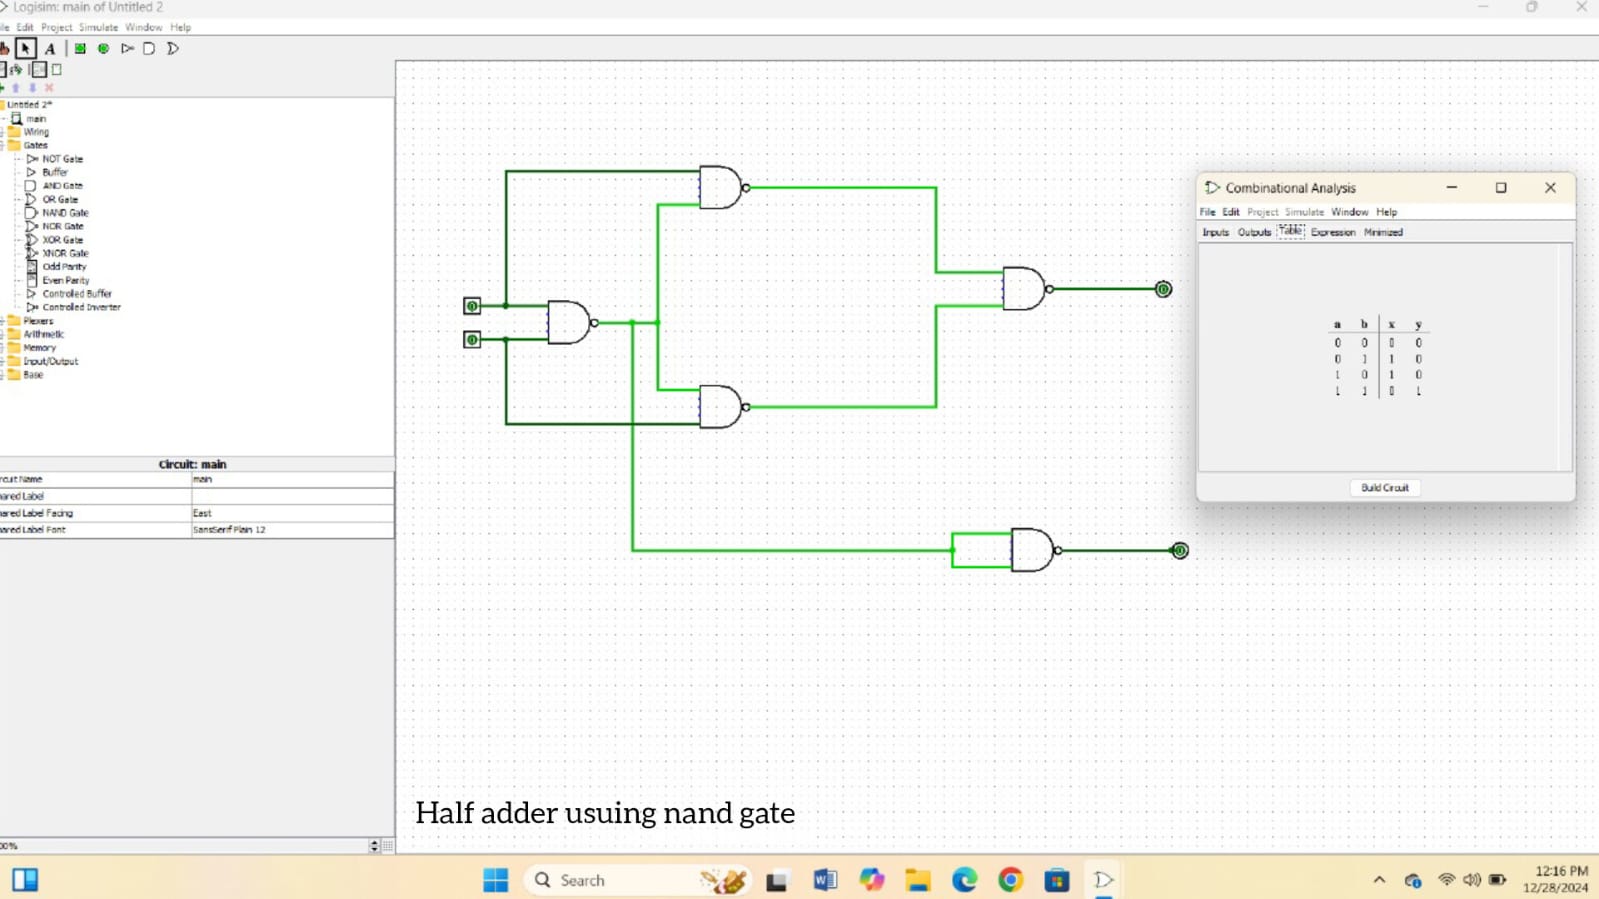 Logisim: main of Untitled 2
Edit Project Simulate Window Help
A
Untitled 2*
main
Wiring
Gates
NOT Gate
Buffer
AND Gate
OR Gate
NAND Gate
NOR Gate
XOR Gate
XNOR Gate
Odd Parity
Even Parity
Controlled Buffer
Controlled Inverter
Plexers
Arithmetic
Memory
Input/Output
Base
Circuit: main
rcuit Name main
ared Label
ared Label Facing East
ared Label Font SansSerif Plain 12
00%
0
0
0
0
Combinational Analysis
File Edit Project Simulate Window Help
Inputs Outputs Table Expression Minimized
a b x y
0 0 0 0
0 1 1 0
1 0 1 0
1 1 0 1
Build Circuit
Half adder usuing nand gate
Search
12:16 PM
12/28/2024